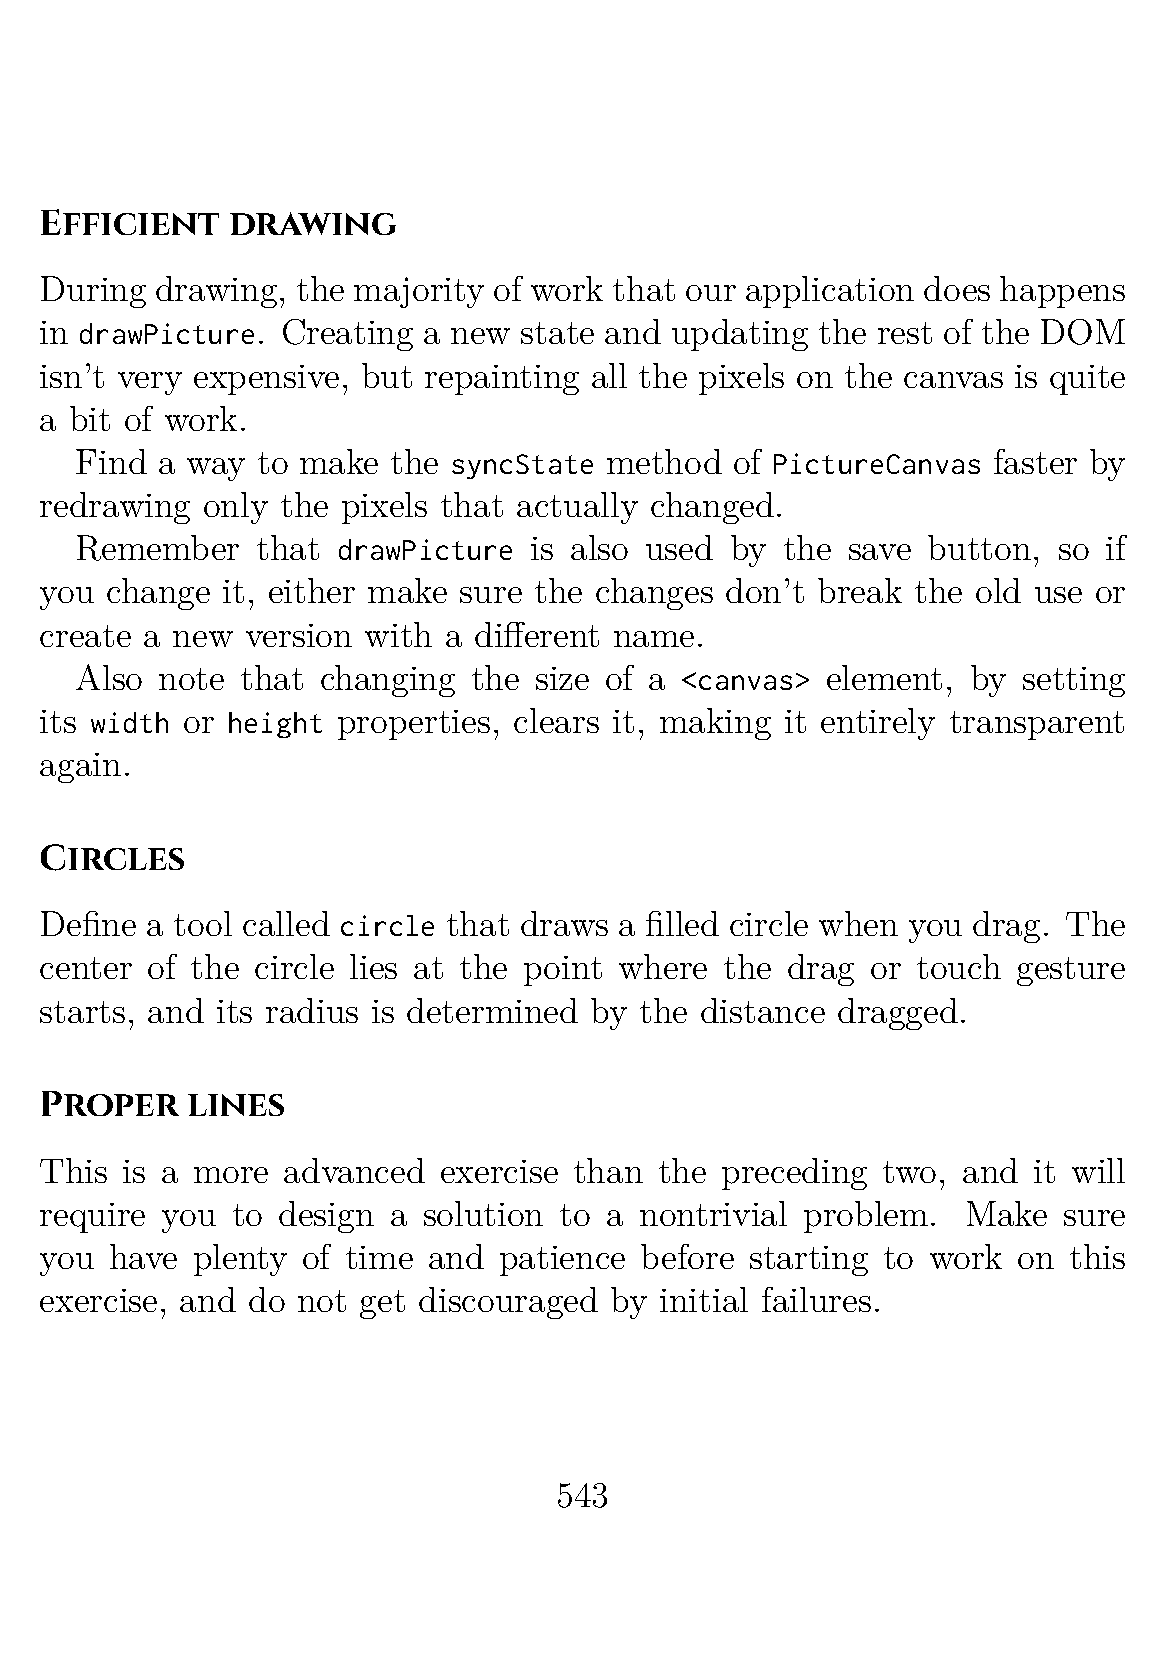 Efficient drawing
During drawing, the majority of work that our application does happens
in drawPicture. Creating a new state and updating the rest of the DOM
isn't very expensive, but repainting all the pixels on the canvas is quite
a bit of work.
Find a way to make the syncState method of PictureCanvas faster by
redrawing only the pixels that actually changed.
Remember that drawPicture is also used by the save button, so if
you change it, either make sure the changes don't break the old use or
create a new version with a different name.
Also note that changing the size of a <canvas> element, by setting
its width or height properties, clears it, making it entirely transparent
again.
Circles
Define a tool called circle that draws a filled circle when you drag. The
center of the circle lies at the point where the drag or touch gesture
starts, and its radius is determined by the distance dragged.
Proper lines
This is a more advanced exercise than the preceding two, and it will
require you to design a solution to a nontrivial problem. Make sure
you have plenty of time and patience before starting to work on this
exercise, and do not get discouraged by initial failures.
543